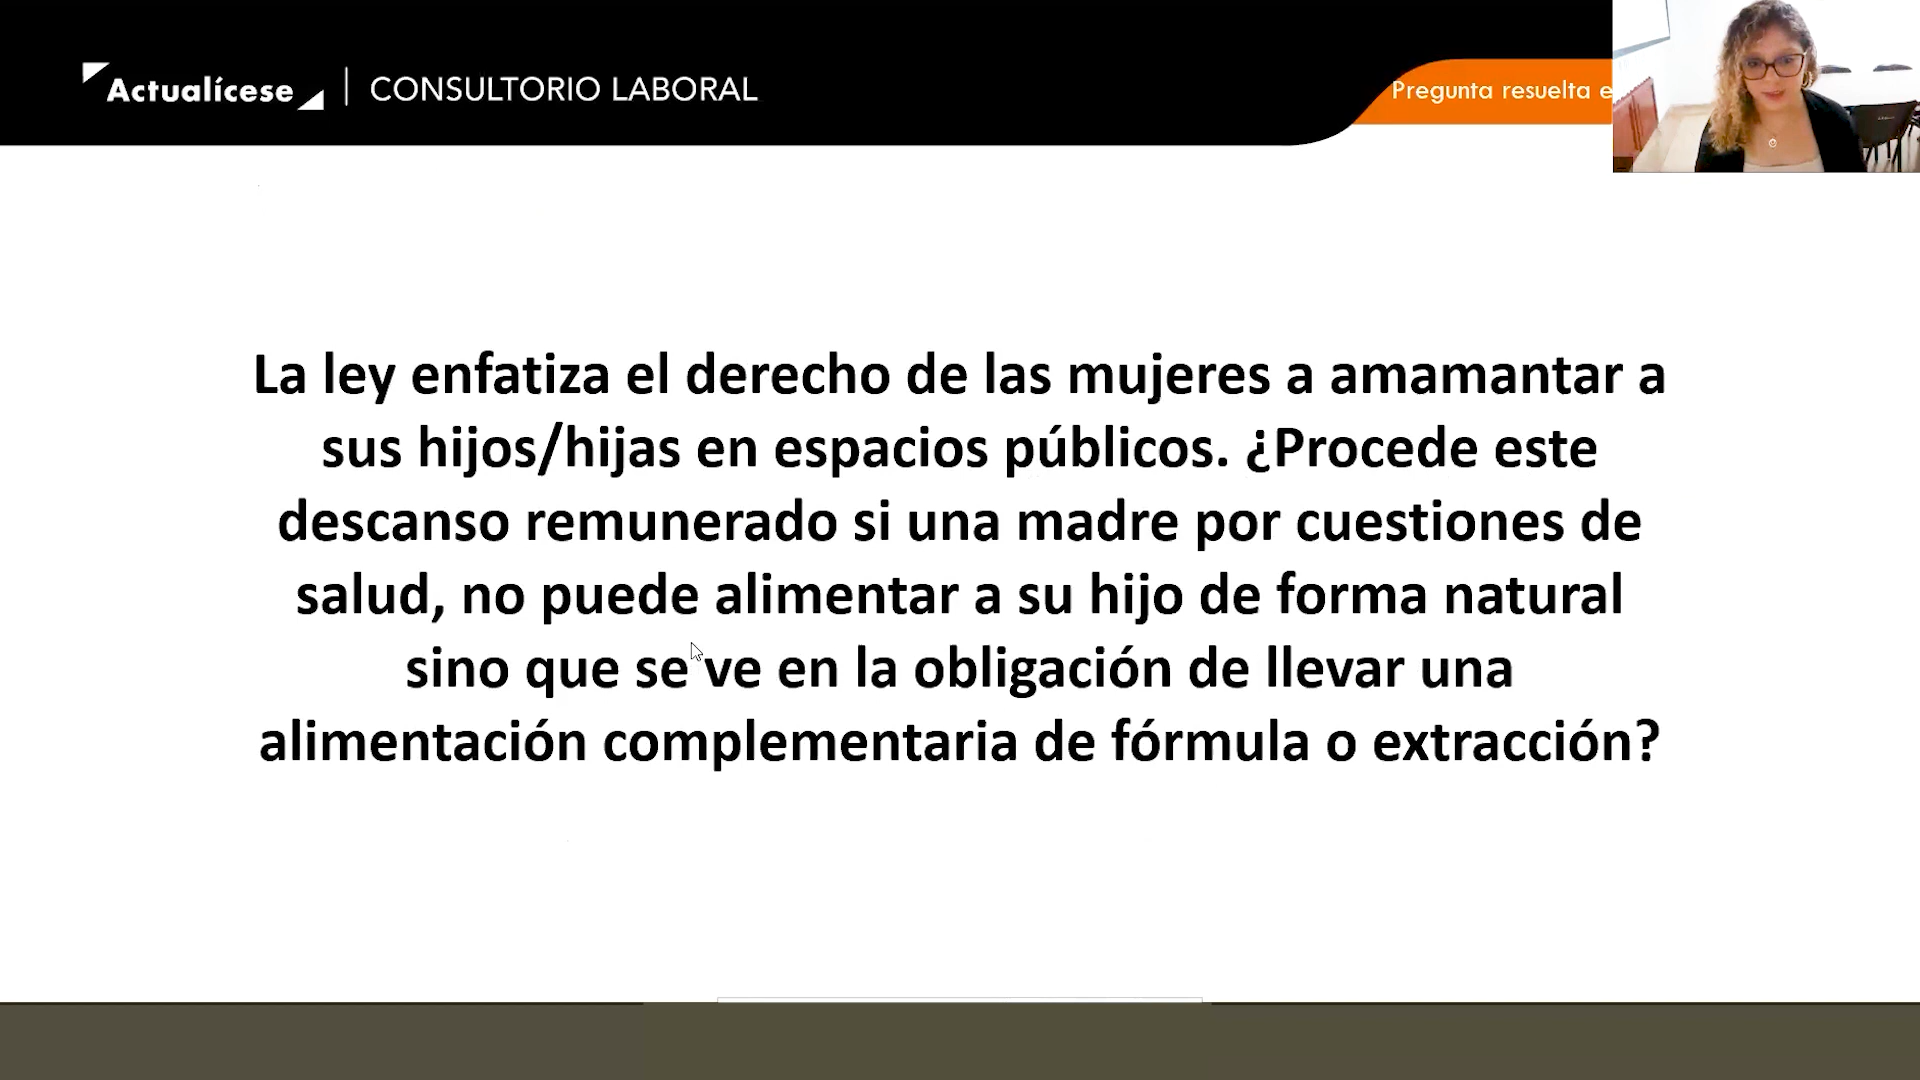 Actualícese | CONSULTORIO LABORAL
Pregunta resuelta e
La ley enfatiza el derecho de las mujeres a amamantar a
sus hijos/hijas en espacios públicos. ¿Procede este
descanso remunerado si una madre por cuestiones de
salud, no puede alimentar a su hijo de forma natural
sino que se ve en la obligación de llevar una
alimentación complementaria de fórmula o extracción?